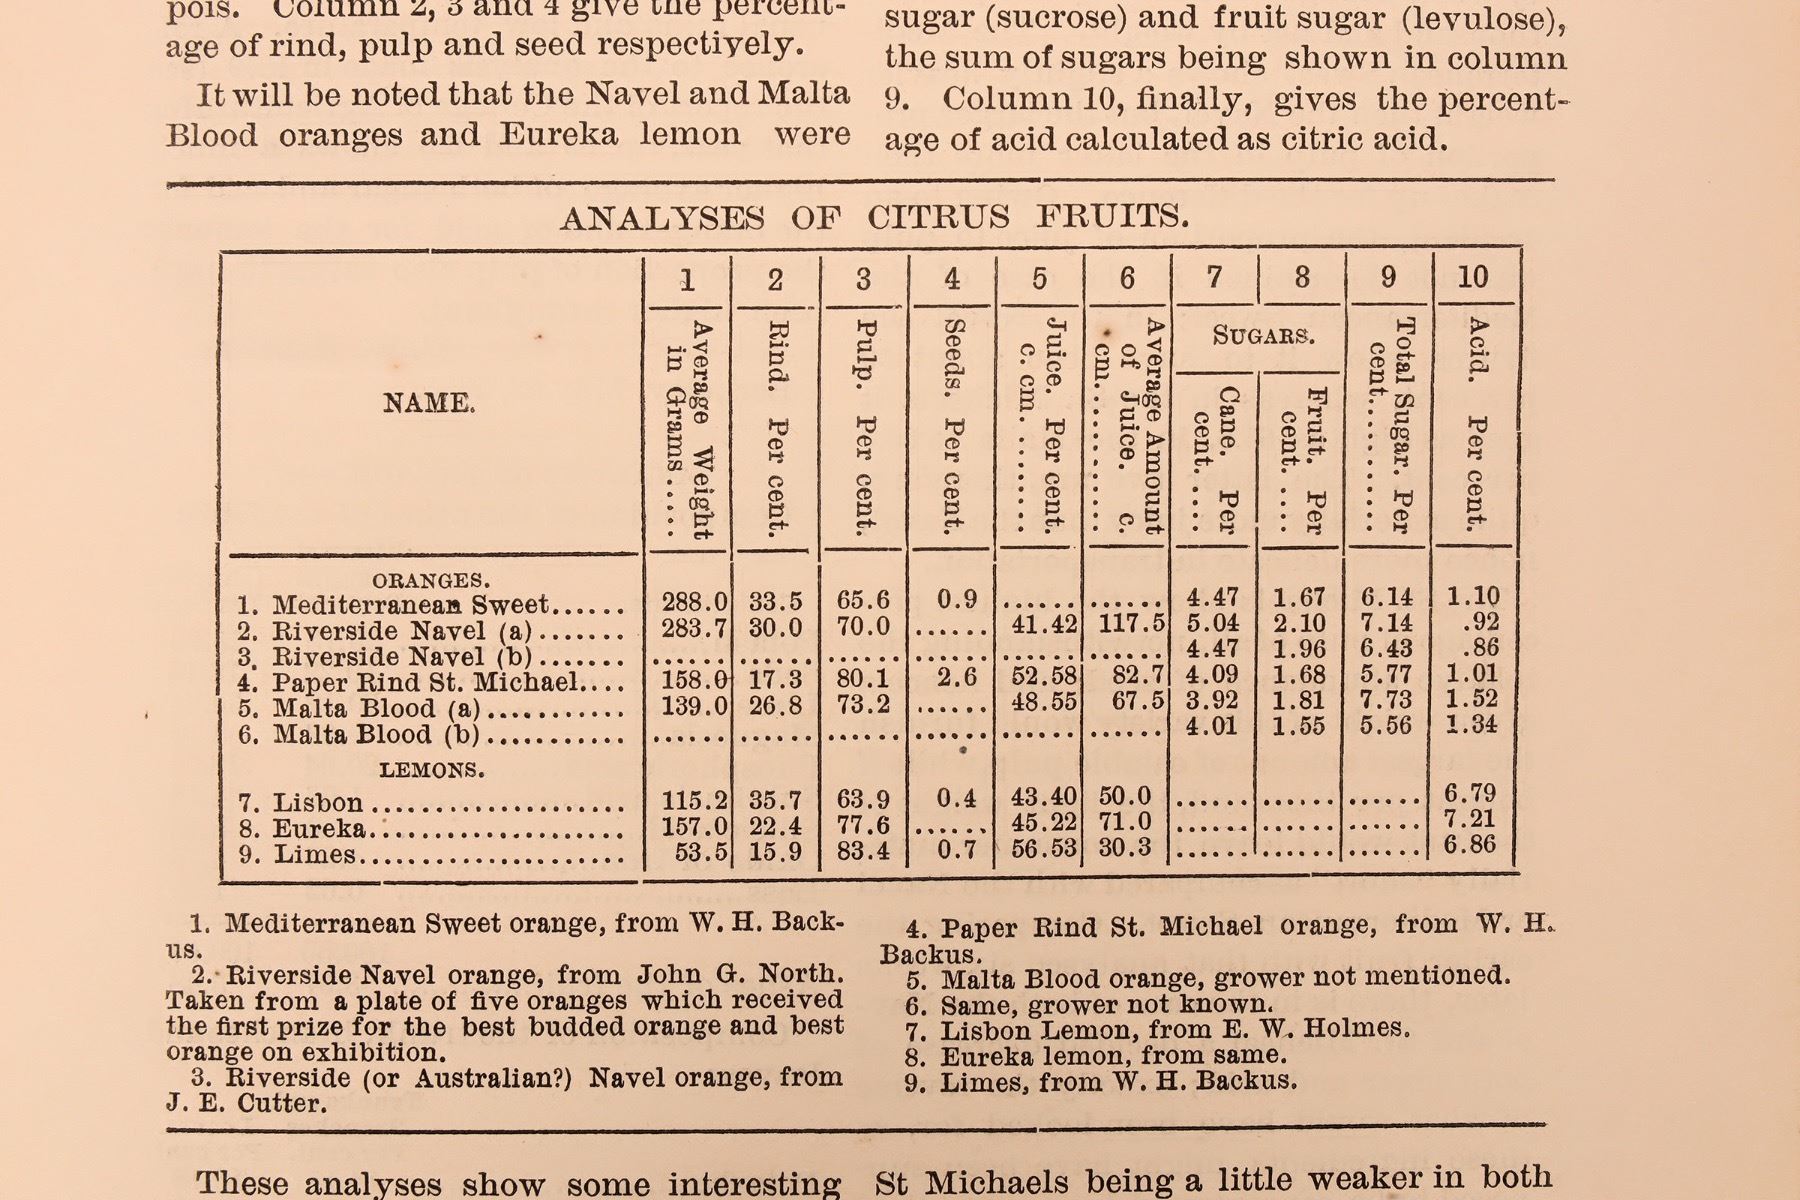 pois. Column 2, 3 and 4 give the percent-
age of rind, pulp and seed respectively.
It will be noted that the Navel and Malta
Blood oranges and Eureka lemon were
sugar (sucrose) and fruit sugar (levulose),
the sum of sugars being shown in column
9. Column 10, finally, gives the percent-
age of acid calculated as citric acid.
ANALYSES OF CITRUS FRUITS.
NAME. 1 2 3 4 5 6 7 8 9 10
Average Weight
in Grams.....
Rind. Per cent.
Pulp. Per cent.
Seeds. Per cent.
Juice. Per cent.
c. cm. ........
Average Amount
of Juice. c.
cm...........
SUGARS.
Cane. Per
cent.....
Fruit. Per
cent. ....
Total Sugar. Per
cent...........
Acid. Per cent.
ORANGES.
1. Mediterranean Sweet...... 288.0 33.5 65.6 0.9 ...... ...... 4.47 1.67 6.14 1.10
2. Riverside Navel (a)....... 283.7 30.0 70.0 ...... 41.42 117.5 5.04 2.10 7.14 .92
3. Riverside Navel (b)....... ...... ...... ...... ...... ...... ...... 4.47 1.96 6.43 .86
4. Paper Rind St. Michael.... 158.0 17.3 80.1 2.6 52.58 82.7 4.09 1.68 5.77 1.01
5. Malta Blood (a)........... 139.0 26.8 73.2 ...... 48.55 67.5 3.92 1.81 7.73 1.52
6. Malta Blood (b)........... ...... ...... ...... ...... ...... ...... 4.01 1.55 5.56 1.34
LEMONS.
7. Lisbon .................... 115.2 35.7 63.9 0.4 43.40 50.0 ...... ...... ...... 6.79
8. Eureka.................... 157.0 22.4 77.6 ...... 45.22 71.0 ...... ...... ...... 7.21
9. Limes..................... 53.5 15.9 83.4 0.7 56.53 30.3 ...... ...... ...... 6.86
1. Mediterranean Sweet orange, from W. H. Back-
us.
2. Riverside Navel orange, from John G. North.
Taken from a plate of five oranges which received
the first prize for the best budded orange and best
orange on exhibition.
3. Riverside (or Australian?) Navel orange, from
J. E. Cutter.
4. Paper Rind St. Michael orange, from W. H.
Backus.
5. Malta Blood orange, grower not mentioned.
6. Same, grower not known.
7. Lisbon Lemon, from E. W. Holmes.
8. Eureka lemon, from same.
9. Limes, from W. H. Backus.
These analyses show some interesting
St Michaels being a little weaker in both